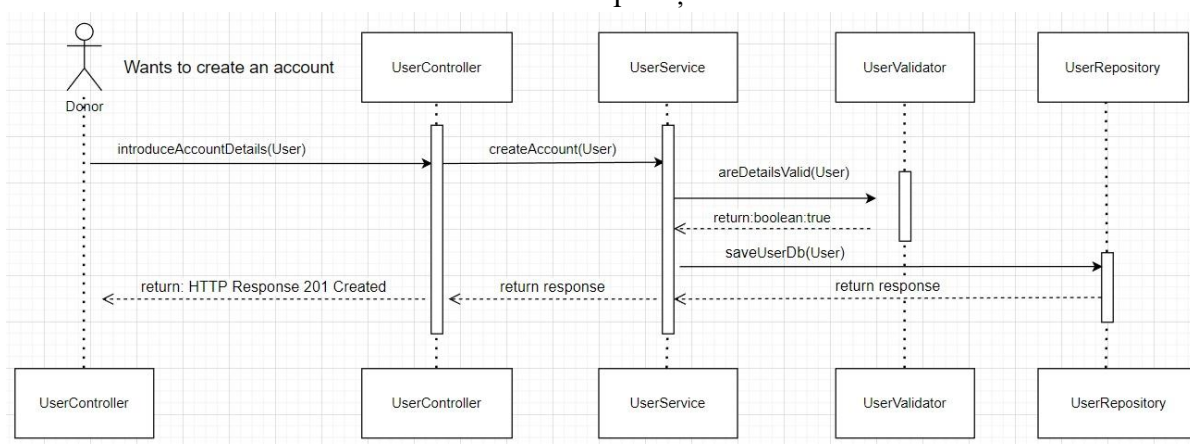 Wants to create an account
UserController
UserService
UserValidator
UserRepository
Donor
introduceAccountDetails(User)
createAccount(User)
areDetailsValid(User)
return:boolean:true
saveUserDb(User)
return: HTTP Response 201 Created
return response
return response
UserController
UserController
UserService
UserValidator
UserRepository